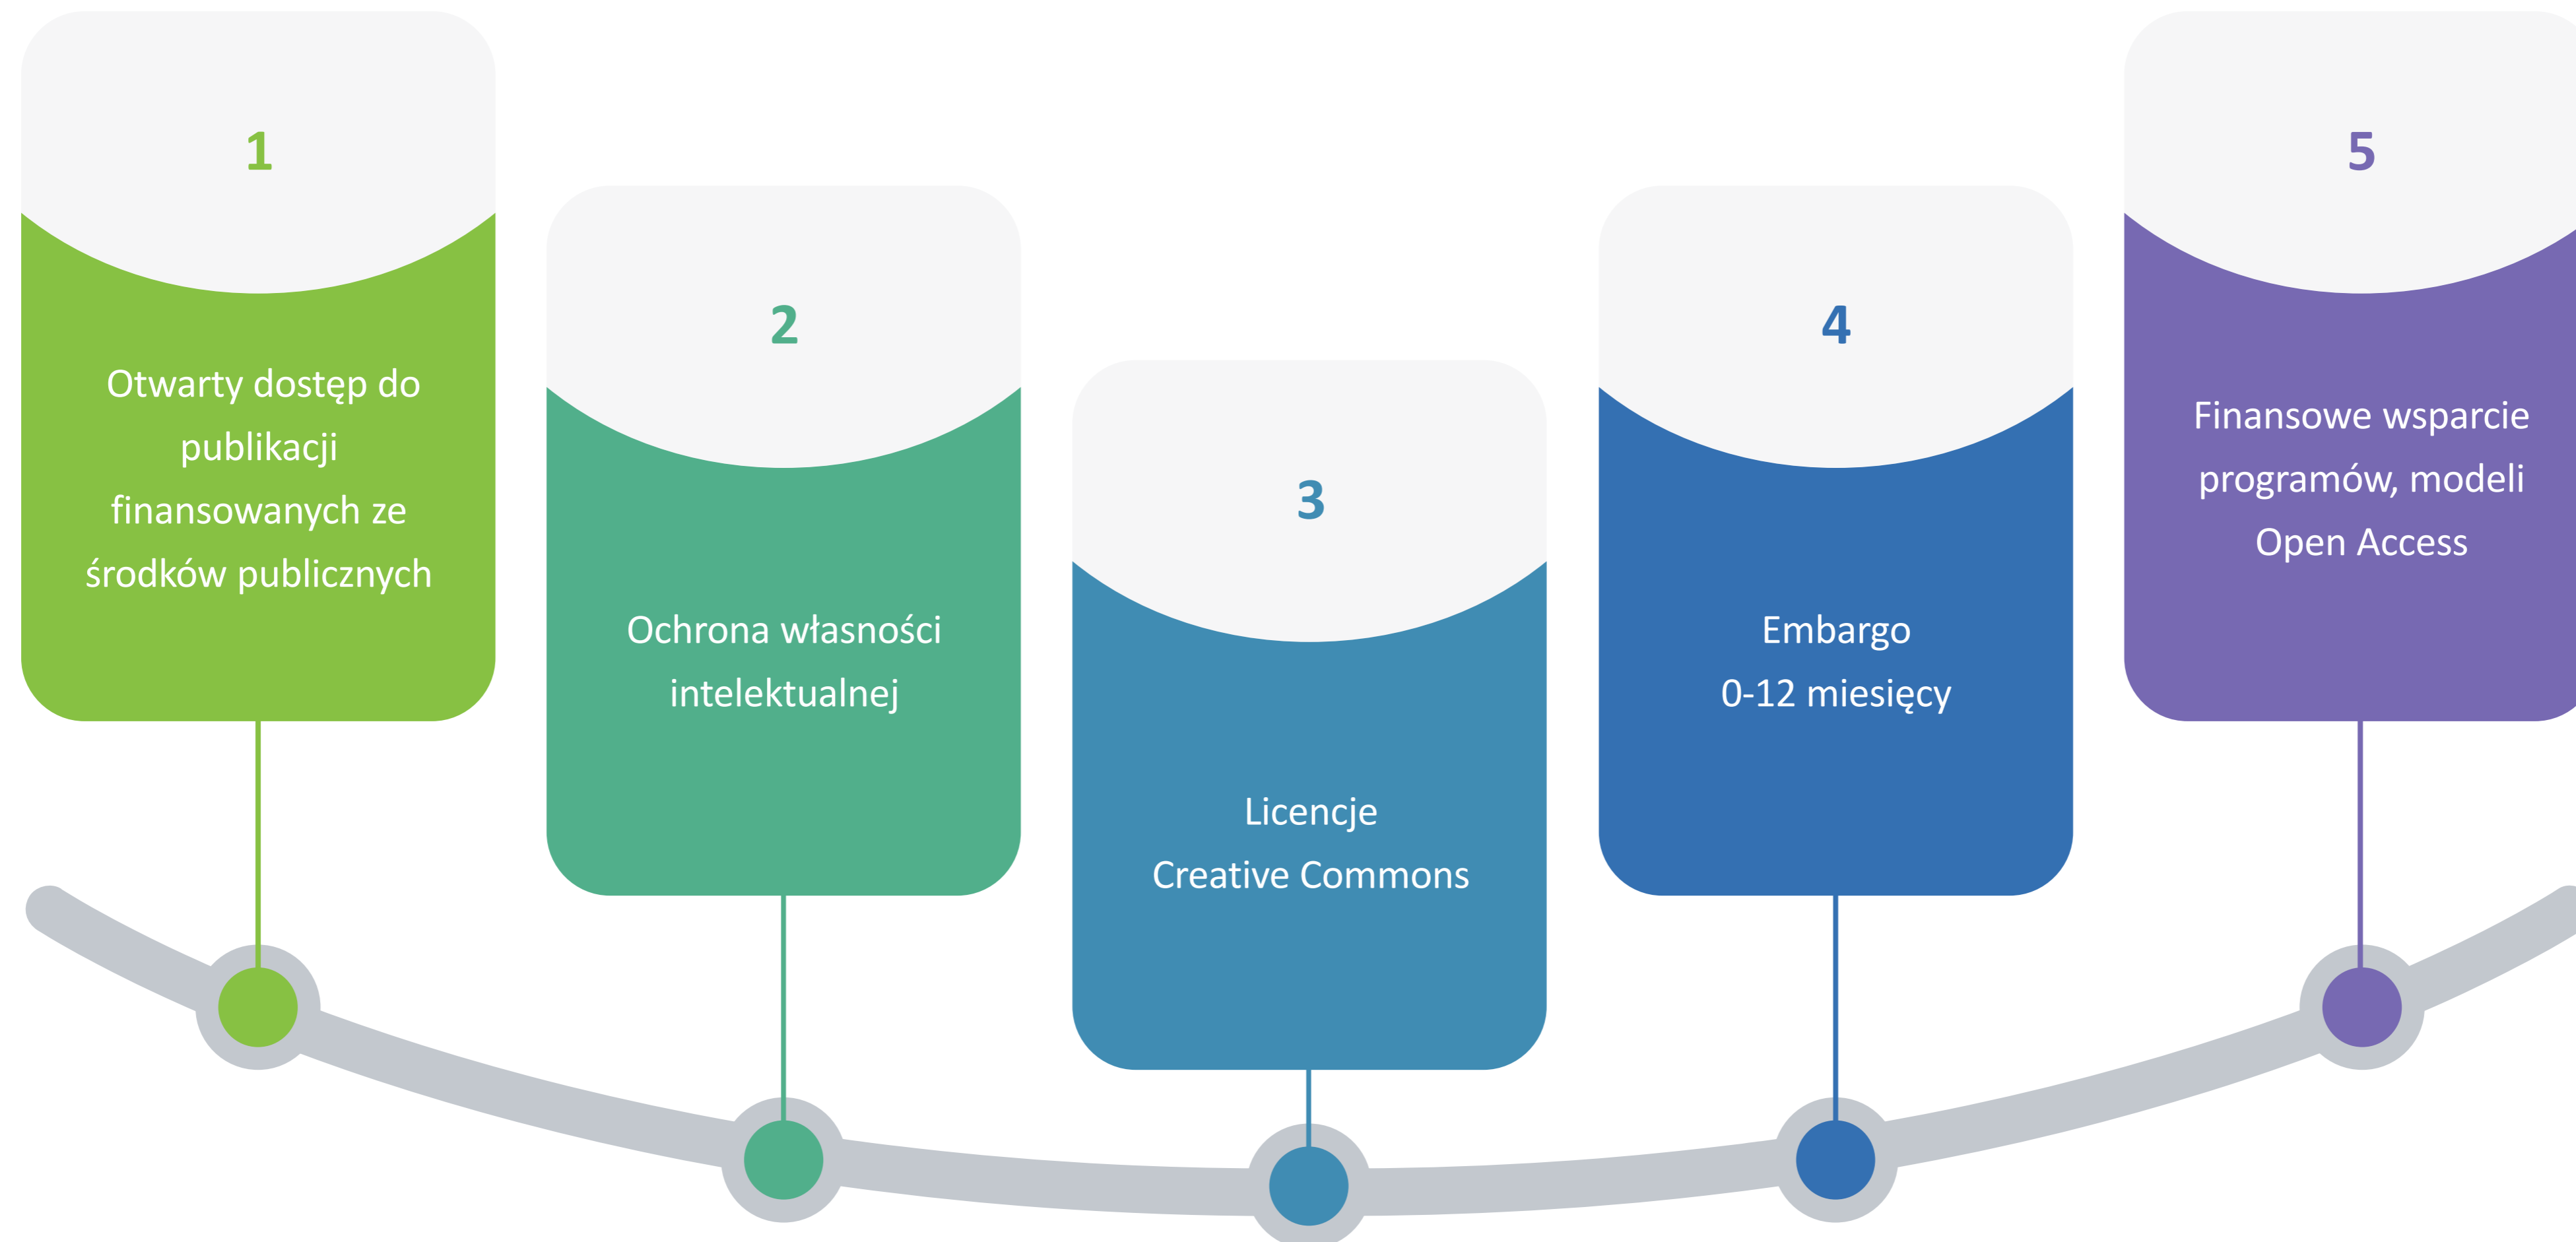 1
Otwarty dostęp do
publikacji
finansowanych ze
środków publicznych
2
Ochrona własności
intelektualnej
3
Licencje
Creative Commons
4
Embargo
0-12 miesięcy
5
Finansowe wsparcie
programów, modeli
Open Access